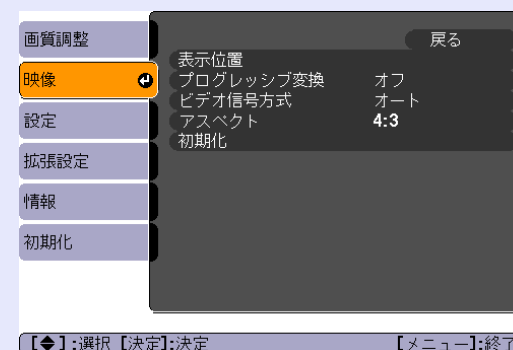 画質調整
映像
設定
拡張設定
情報
初期化
戻る
表示位置
プログレッシブ変換 オフ
ビデオ信号方式 オート
アスペクト 4:3
初期化
【◆】:選択 【決定】:決定 【メニュー】:終了